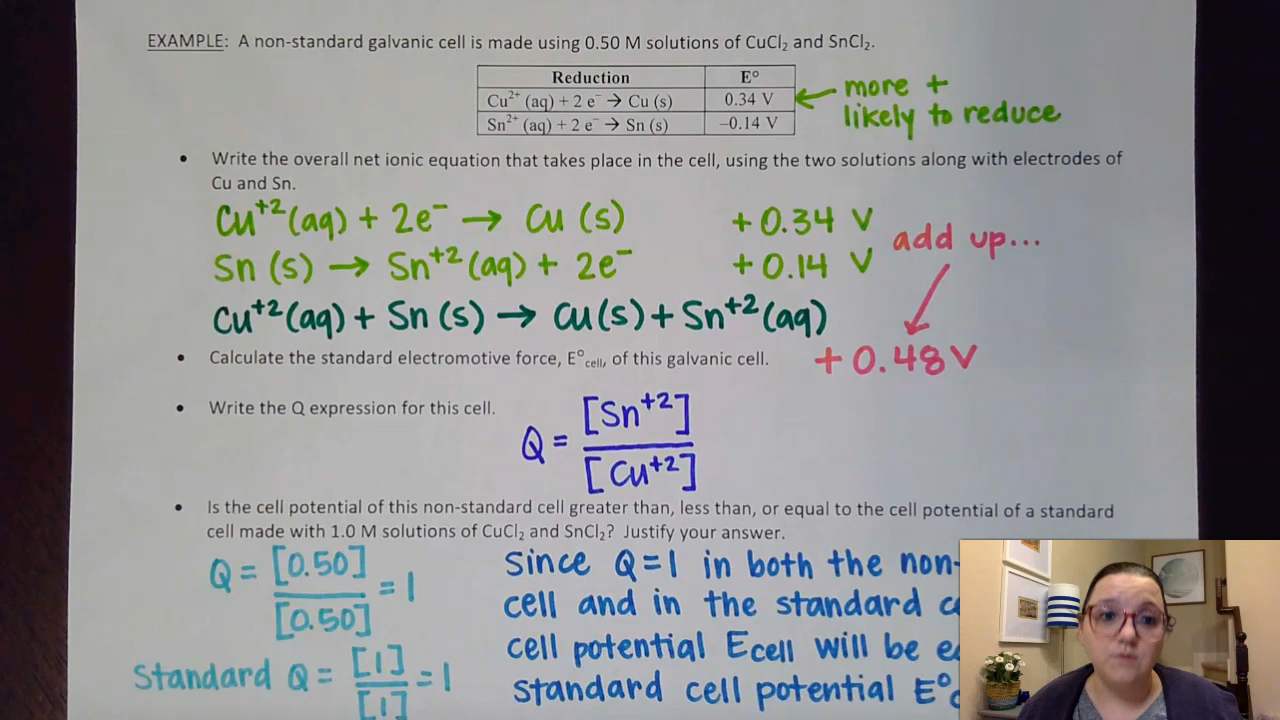 EXAMPLE: A non-standard galvanic cell is made using 0.50 M solutions of CuCl₂ and SnCl₂.
Reduction E°
Cu²⁺ (aq) + 2 e⁻ → Cu (s) 0.34 V
Sn²⁺ (aq) + 2 e⁻ → Sn (s) –0.14 V
← more +
likely to reduce
• Write the overall net ionic equation that takes place in the cell, using the two solutions along with electrodes of
Cu and Sn.
Cu⁺²(aq) + 2e⁻ → Cu (s) +0.34 V
Sn (s) → Sn⁺²(aq) + 2e⁻ +0.14 V
add up...
Cu⁺²(aq) + Sn (s) → Cu(s) + Sn⁺²(aq)
• Calculate the standard electromotive force, E°cell, of this galvanic cell. +0.48 V
• Write the Q expression for this cell.
Q = [Sn⁺²]
[Cu⁺²]
• Is the cell potential of this non-standard cell greater than, less than, or equal to the cell potential of a standard
cell made with 1.0 M solutions of CuCl₂ and SnCl₂? Justify your answer.
Q = [0.50] = 1
[0.50]
Standard Q = [1] = 1
[1]
Since Q=1 in both the non-
cell and in the standard
cell potential Ecell will be
standard cell potential E°